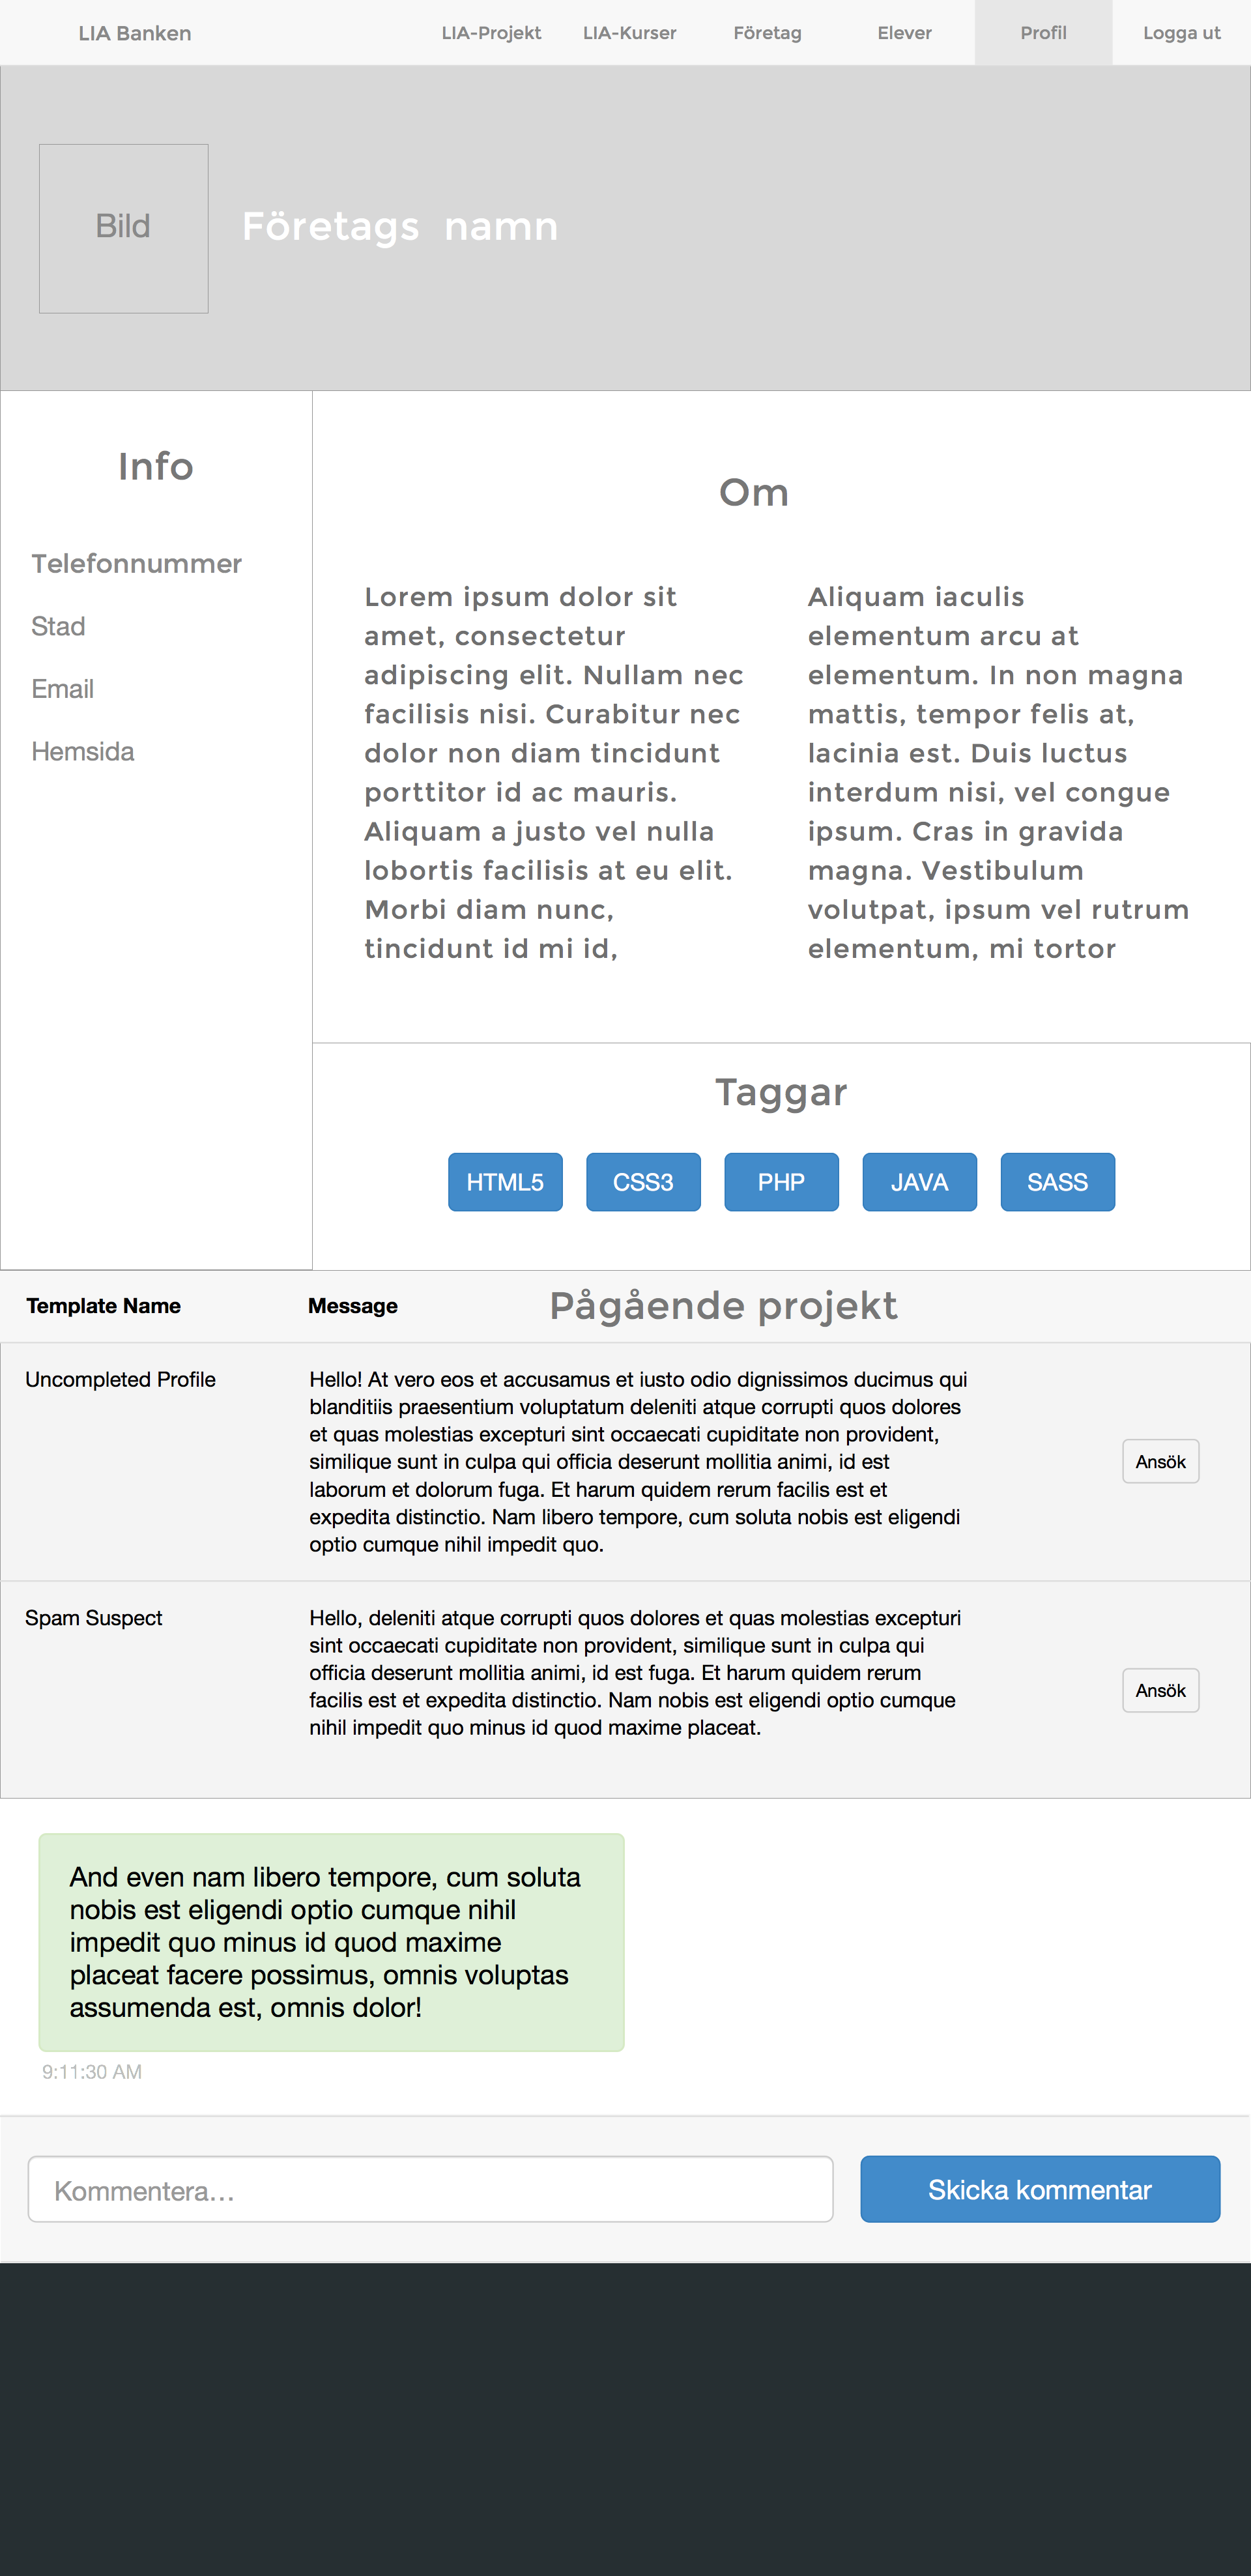 LIA Banken
LIA-Projekt
LIA-Kurser
Företag
Elever
Profil
Logga ut
Bild
Företags namn
Info
Telefonnummer
Stad
Email
Hemsida
Om
Lorem ipsum dolor sit
amet, consectetur
adipiscing elit. Nullam nec
facilisis nisi. Curabitur nec
dolor non diam tincidunt
porttitor id ac mauris.
Aliquam a justo vel nulla
lobortis facilisis at eu elit.
Morbi diam nunc,
tincidunt id mi id,
Aliquam iaculis
elementum arcu at
elementum. In non magna
mattis, tempor felis at,
lacinia est. Duis luctus
interdum nisi, vel congue
ipsum. Cras in gravida
magna. Vestibulum
volutpat, ipsum vel rutrum
elementum, mi tortor
Taggar
HTML5
CSS3
PHP
JAVA
SASS
Template Name
Message
Pågående projekt
Uncompleted Profile
Hello! At vero eos et accusamus et iusto odio dignissimos ducimus qui
blanditiis praesentium voluptatum deleniti atque corrupti quos dolores
et quas molestias excepturi sint occaecati cupiditate non provident,
similique sunt in culpa qui officia deserunt mollitia animi, id est
laborum et dolorum fuga. Et harum quidem rerum facilis est et
expedita distinctio. Nam libero tempore, cum soluta nobis est eligendi
optio cumque nihil impedit quo.
Ansök
Spam Suspect
Hello, deleniti atque corrupti quos dolores et quas molestias excepturi
sint occaecati cupiditate non provident, similique sunt in culpa qui
officia deserunt mollitia animi, id est fuga. Et harum quidem rerum
facilis est et expedita distinctio. Nam nobis est eligendi optio cumque
nihil impedit quo minus id quod maxime placeat.
Ansök
And even nam libero tempore, cum soluta
nobis est eligendi optio cumque nihil
impedit quo minus id quod maxime
placeat facere possimus, omnis voluptas
assumenda est, omnis dolor!
9:11:30 AM
Kommentera...
Skicka kommentar